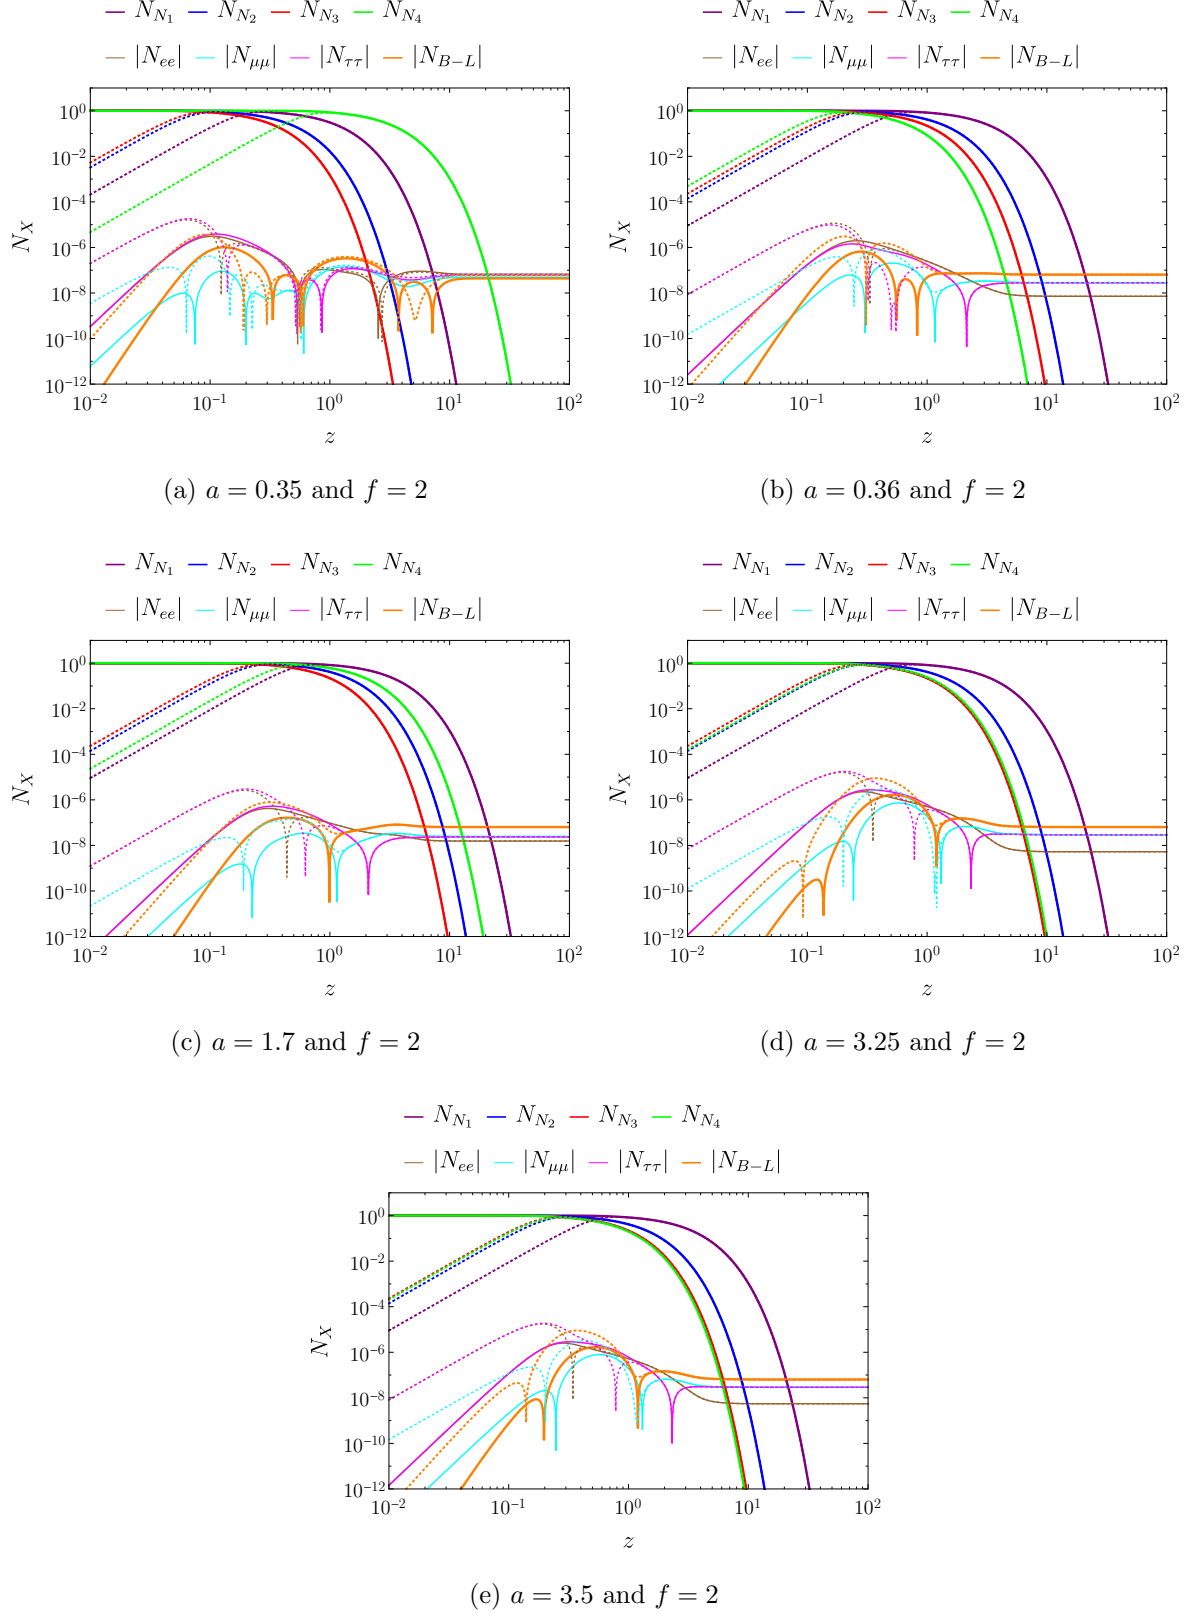 N_{N_1} N_{N_2} N_{N_3} N_{N_4}
|N_{ee}| |N_{μμ}| |N_{ττ}| |N_{B−L}|
10^0
10^{−2}
10^{−4}
10^{−6}
10^{−8}
10^{−10}
10^{−12}
N_X
10^{−2} 10^{−1} 10^0 10^1 10^2
z
(a) a = 0.35 and f = 2
N_{N_1} N_{N_2} N_{N_3} N_{N_4}
|N_{ee}| |N_{μμ}| |N_{ττ}| |N_{B−L}|
10^0
10^{−2}
10^{−4}
10^{−6}
10^{−8}
10^{−10}
10^{−12}
N_X
10^{−2} 10^{−1} 10^0 10^1 10^2
z
(b) a = 0.36 and f = 2
N_{N_1} N_{N_2} N_{N_3} N_{N_4}
|N_{ee}| |N_{μμ}| |N_{ττ}| |N_{B−L}|
10^0
10^{−2}
10^{−4}
10^{−6}
10^{−8}
10^{−10}
10^{−12}
N_X
10^{−2} 10^{−1} 10^0 10^1 10^2
z
(c) a = 1.7 and f = 2
N_{N_1} N_{N_2} N_{N_3} N_{N_4}
|N_{ee}| |N_{μμ}| |N_{ττ}| |N_{B−L}|
10^0
10^{−2}
10^{−4}
10^{−6}
10^{−8}
10^{−10}
10^{−12}
N_X
10^{−2} 10^{−1} 10^0 10^1 10^2
z
(d) a = 3.25 and f = 2
N_{N_1} N_{N_2} N_{N_3} N_{N_4}
|N_{ee}| |N_{μμ}| |N_{ττ}| |N_{B−L}|
10^0
10^{−2}
10^{−4}
10^{−6}
10^{−8}
10^{−10}
10^{−12}
N_X
10^{−2} 10^{−1} 10^0 10^1 10^2
z
(e) a = 3.5 and f = 2